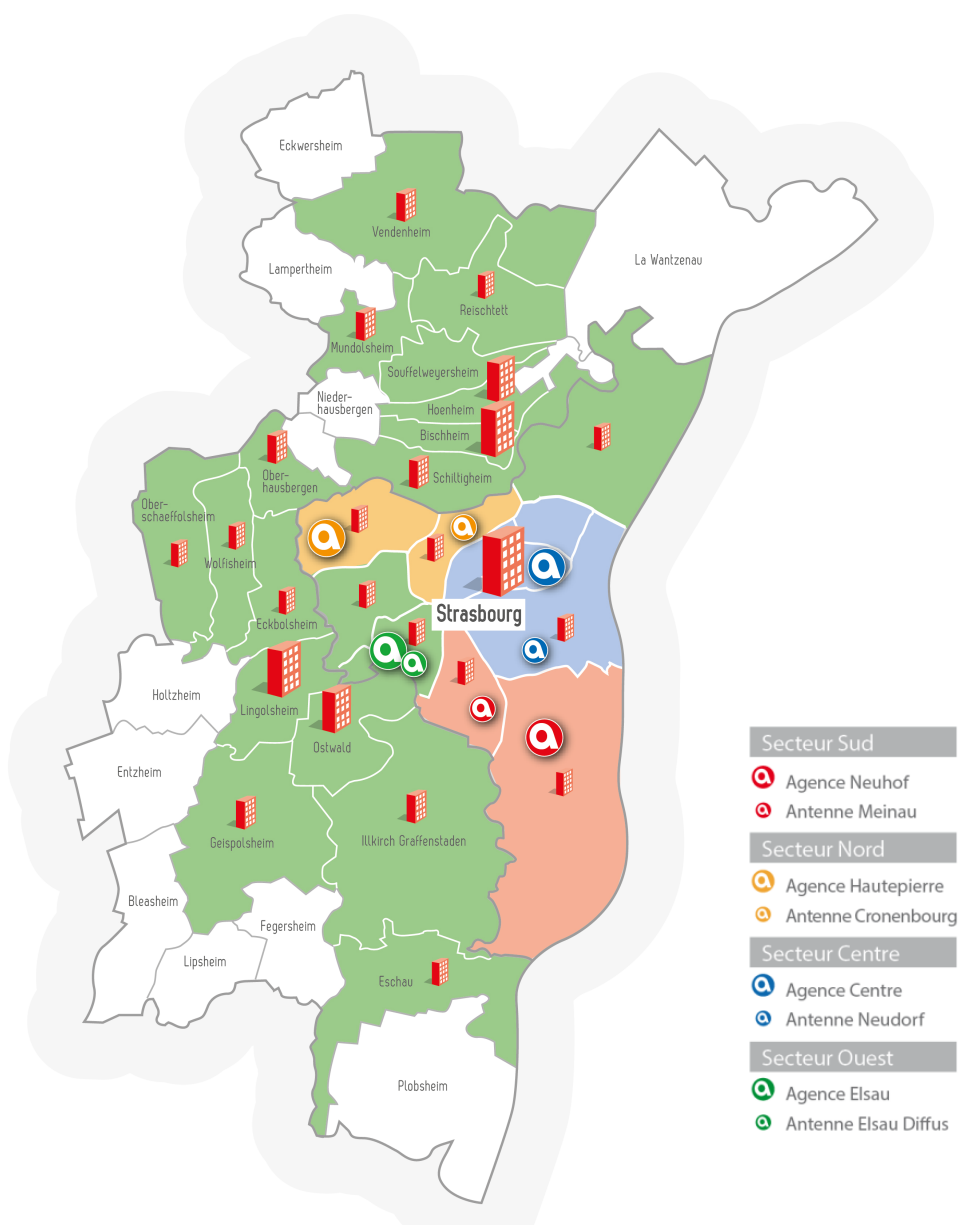 Eckwersheim
Vendenheim
La Wantzenau
Lampertheim
Reischtett
Mundolsheim
Souffelweyersheim
Nieder-
hausbergen
Hoenheim
Bischheim
Ober-
hausbergen
Schiltigheim
Ober-
schaeffolsheim
Wolfisheim
Eckbolsheim
Strasbourg
Holtzheim
Lingolsheim
Ostwald
Entzheim
Geispolsheim
Illkirch Graffenstaden
Blaesheim
Fegersheim
Lipsheim
Eschau
Plobsheim
Secteur Sud
Agence Neuhof
Antenne Meinau
Secteur Nord
Agence Hautepierre
Antenne Cronenbourg
Secteur Centre
Agence Centre
Antenne Neudorf
Secteur Ouest
Agence Elsau
Antenne Elsau Diffus